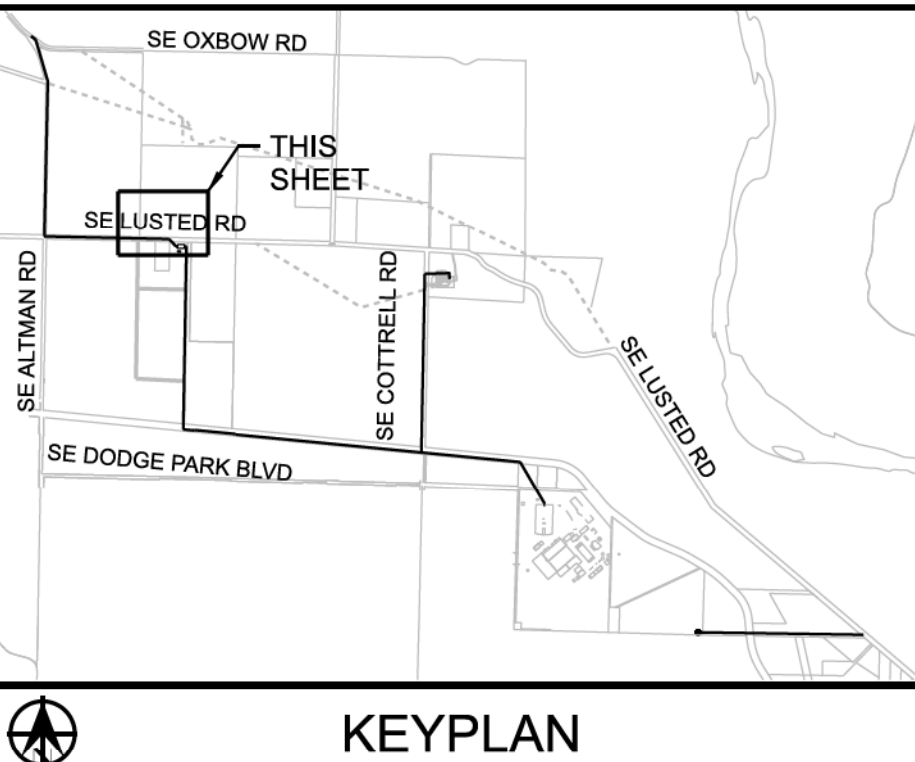 SE OXBOW RD
THIS
SHEET
SE LUSTED RD
SE ALTMAN RD
SE COTTRELL RD
SE LUSTED RD
SE DODGE PARK BLVD
N
KEYPLAN